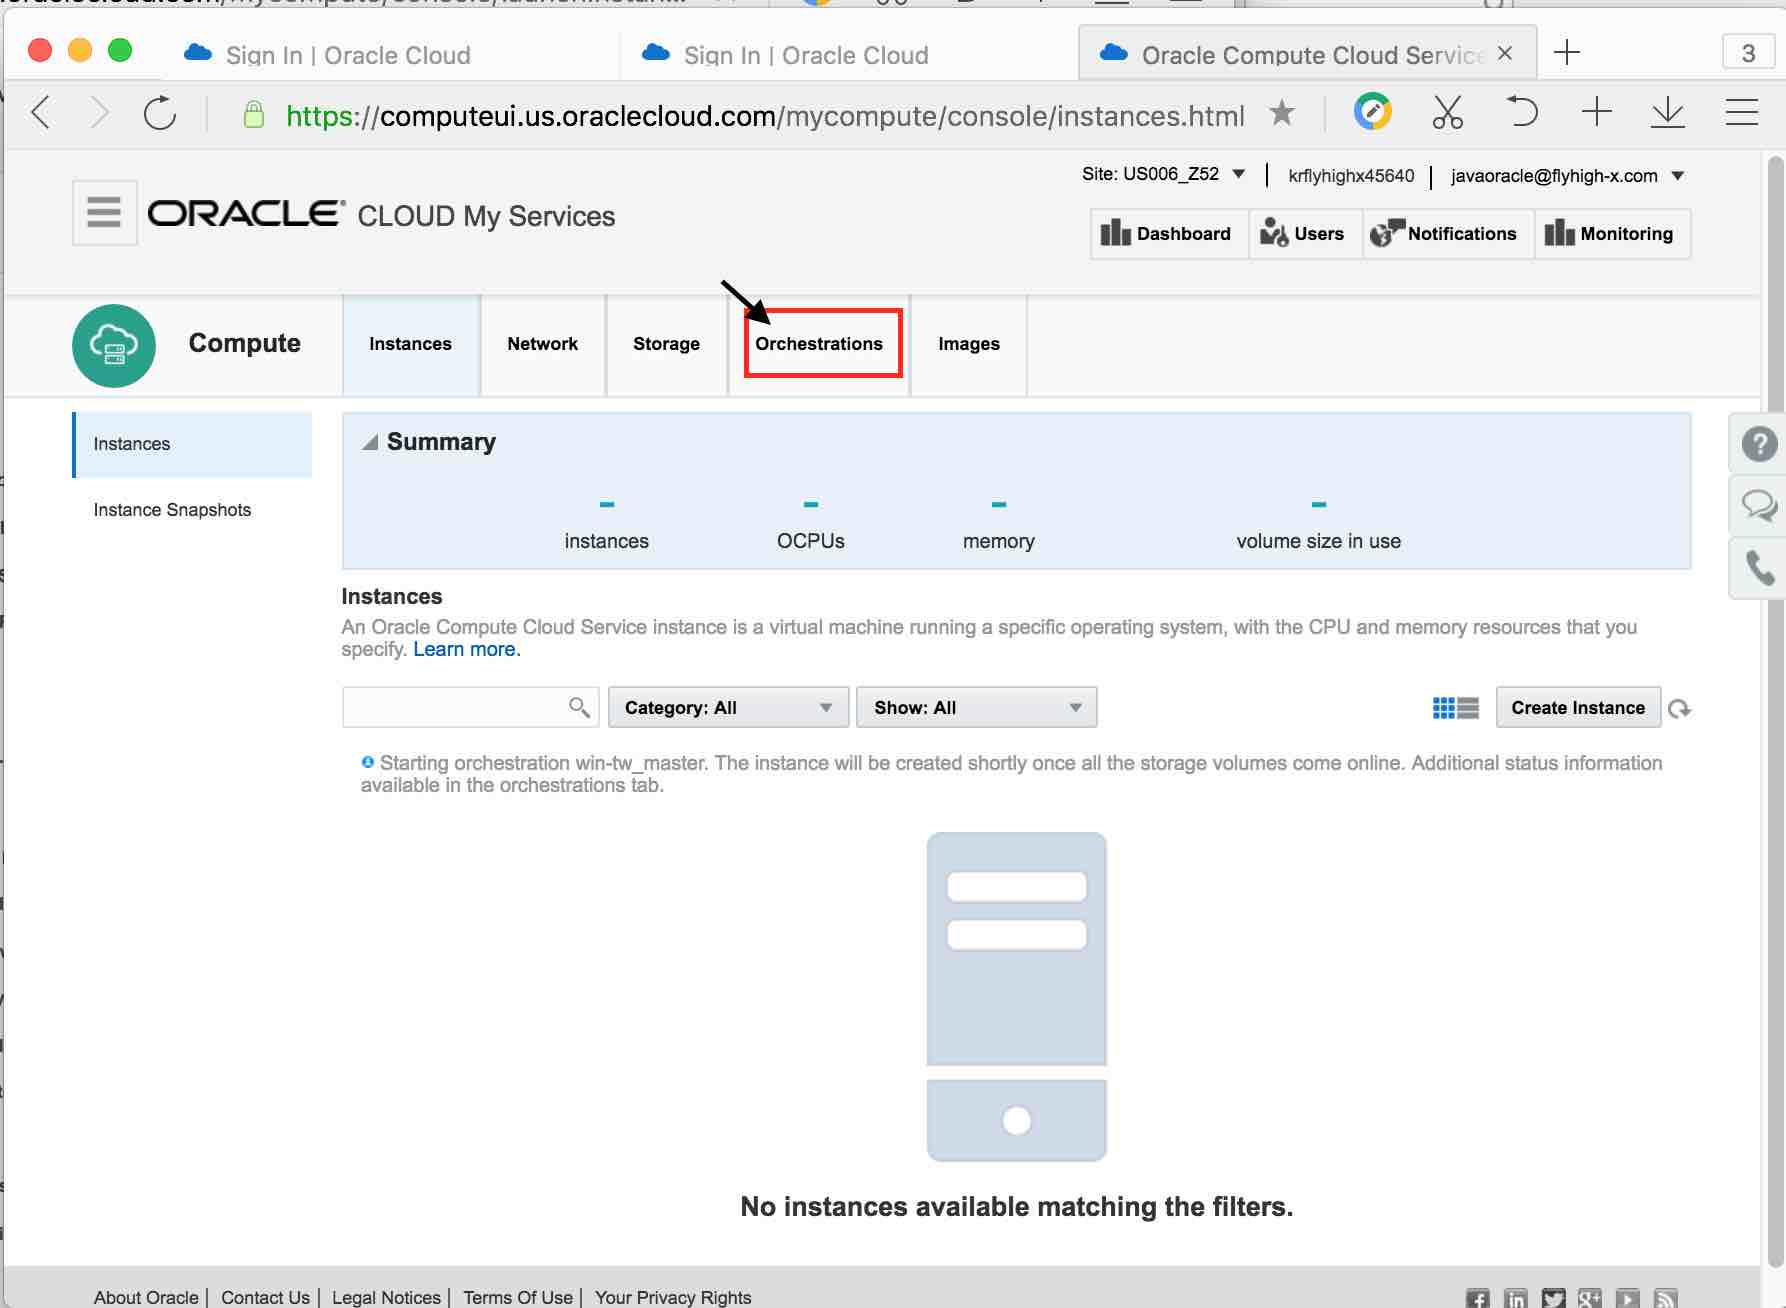 Sign In | Oracle Cloud
Sign In | Oracle Cloud
Oracle Compute Cloud Service
3
https://computeui.us.oraclecloud.com/mycompute/console/instances.html
Site: US006_Z52
krflyhighx45640
javaoracle@flyhigh-x.com
ORACLE® CLOUD My Services
Dashboard
Users
Notifications
Monitoring
Compute
Instances
Network
Storage
Orchestrations
Images
Instances
Instance Snapshots
Summary
-
-
-
-
instances
OCPUs
memory
volume size in use
Instances
An Oracle Compute Cloud Service instance is a virtual machine running a specific operating system, with the CPU and memory resources that you
specify. Learn more.
Category: All
Show: All
Create Instance
Starting orchestration win-tw_master. The instance will be created shortly once all the storage volumes come online. Additional status information
available in the orchestrations tab.
No instances available matching the filters.
About Oracle | Contact Us | Legal Notices | Terms Of Use | Your Privacy Rights